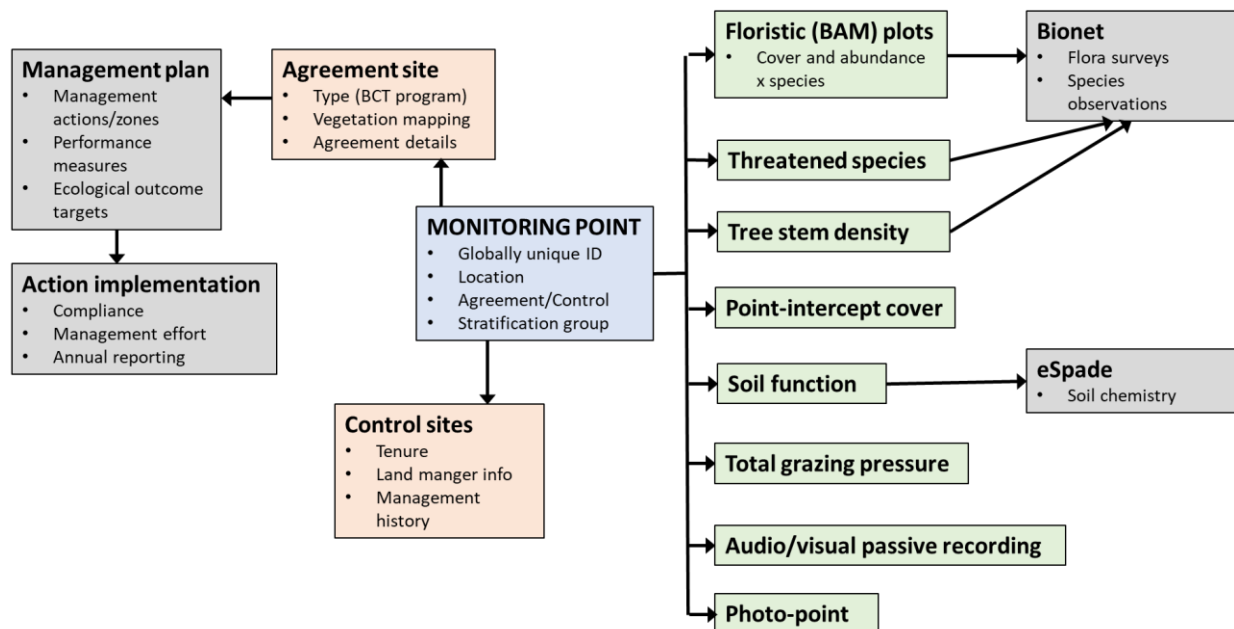 Management plan
• Management
actions/zones
• Performance
measures
• Ecological outcome
targets
Action implementation
• Compliance
• Management effort
• Annual reporting
Agreement site
• Type (BCT program)
• Vegetation mapping
• Agreement details
MONITORING POINT
• Globally unique ID
• Location
• Agreement/Control
• Stratification group
Control sites
• Tenure
• Land manger info
• Management
history
Floristic (BAM) plots
• Cover and abundance
x species
Threatened species
Tree stem density
Point-intercept cover
Soil function
Total grazing pressure
Audio/visual passive recording
Photo-point
Bionet
• Flora surveys
• Species
observations
eSpade
• Soil chemistry